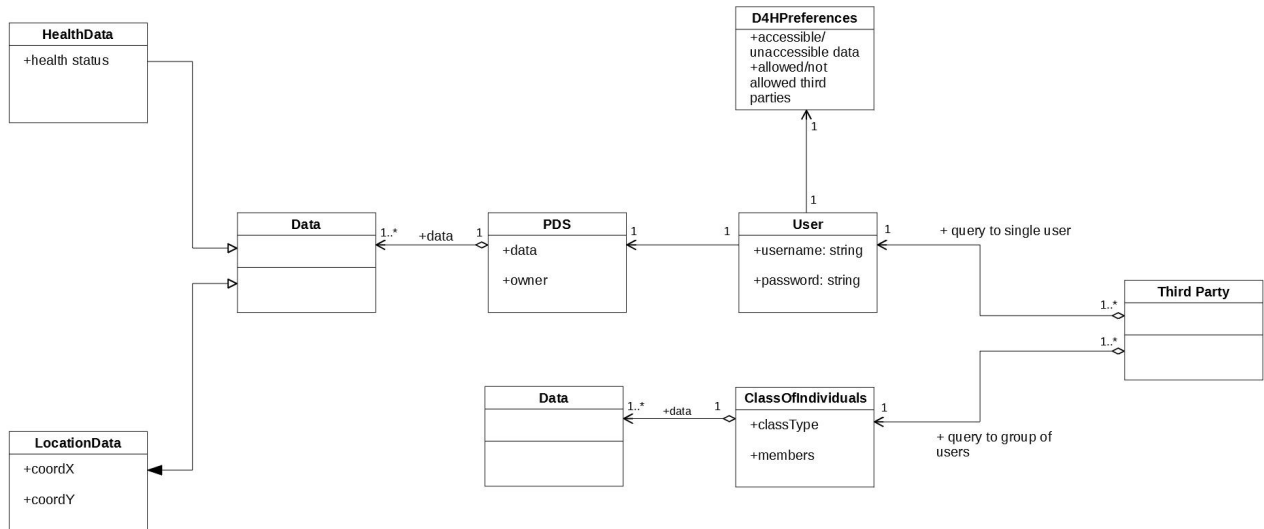 D4HPreferences
+accessible/
unaccessible data
+allowed/not
allowed third
parties
HealthData
+health status
1
1
Data
1..*
+data
1
PDS
+data
+owner
1
1
User
+username: string
+password: string
1
+ query to single user
Third Party
1..*
1..*
Data
1..*
+data
1
ClassOfIndividuals
+classType
+members
1
+ query to group of
users
LocationData
+coordX
+coordY